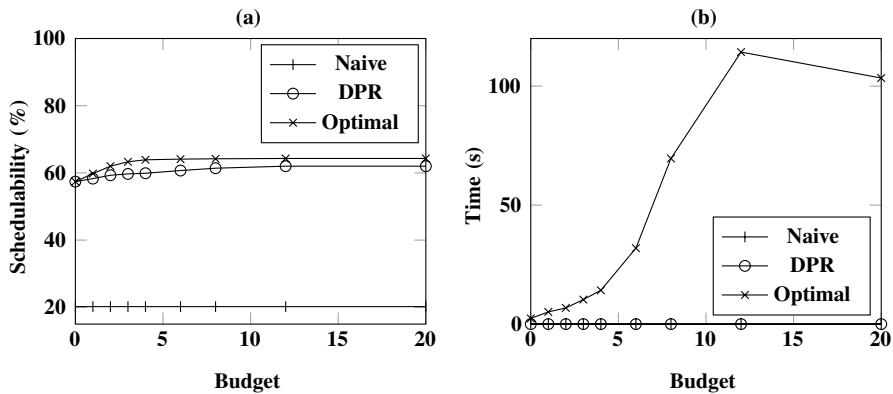 (a)
100
80
60
40
20
0
5
10
15
20
Schedulability (%)
Budget
Naive
DPR
Optimal
(b)
100
50
0
0
5
10
15
20
Time (s)
Budget
Naive
DPR
Optimal